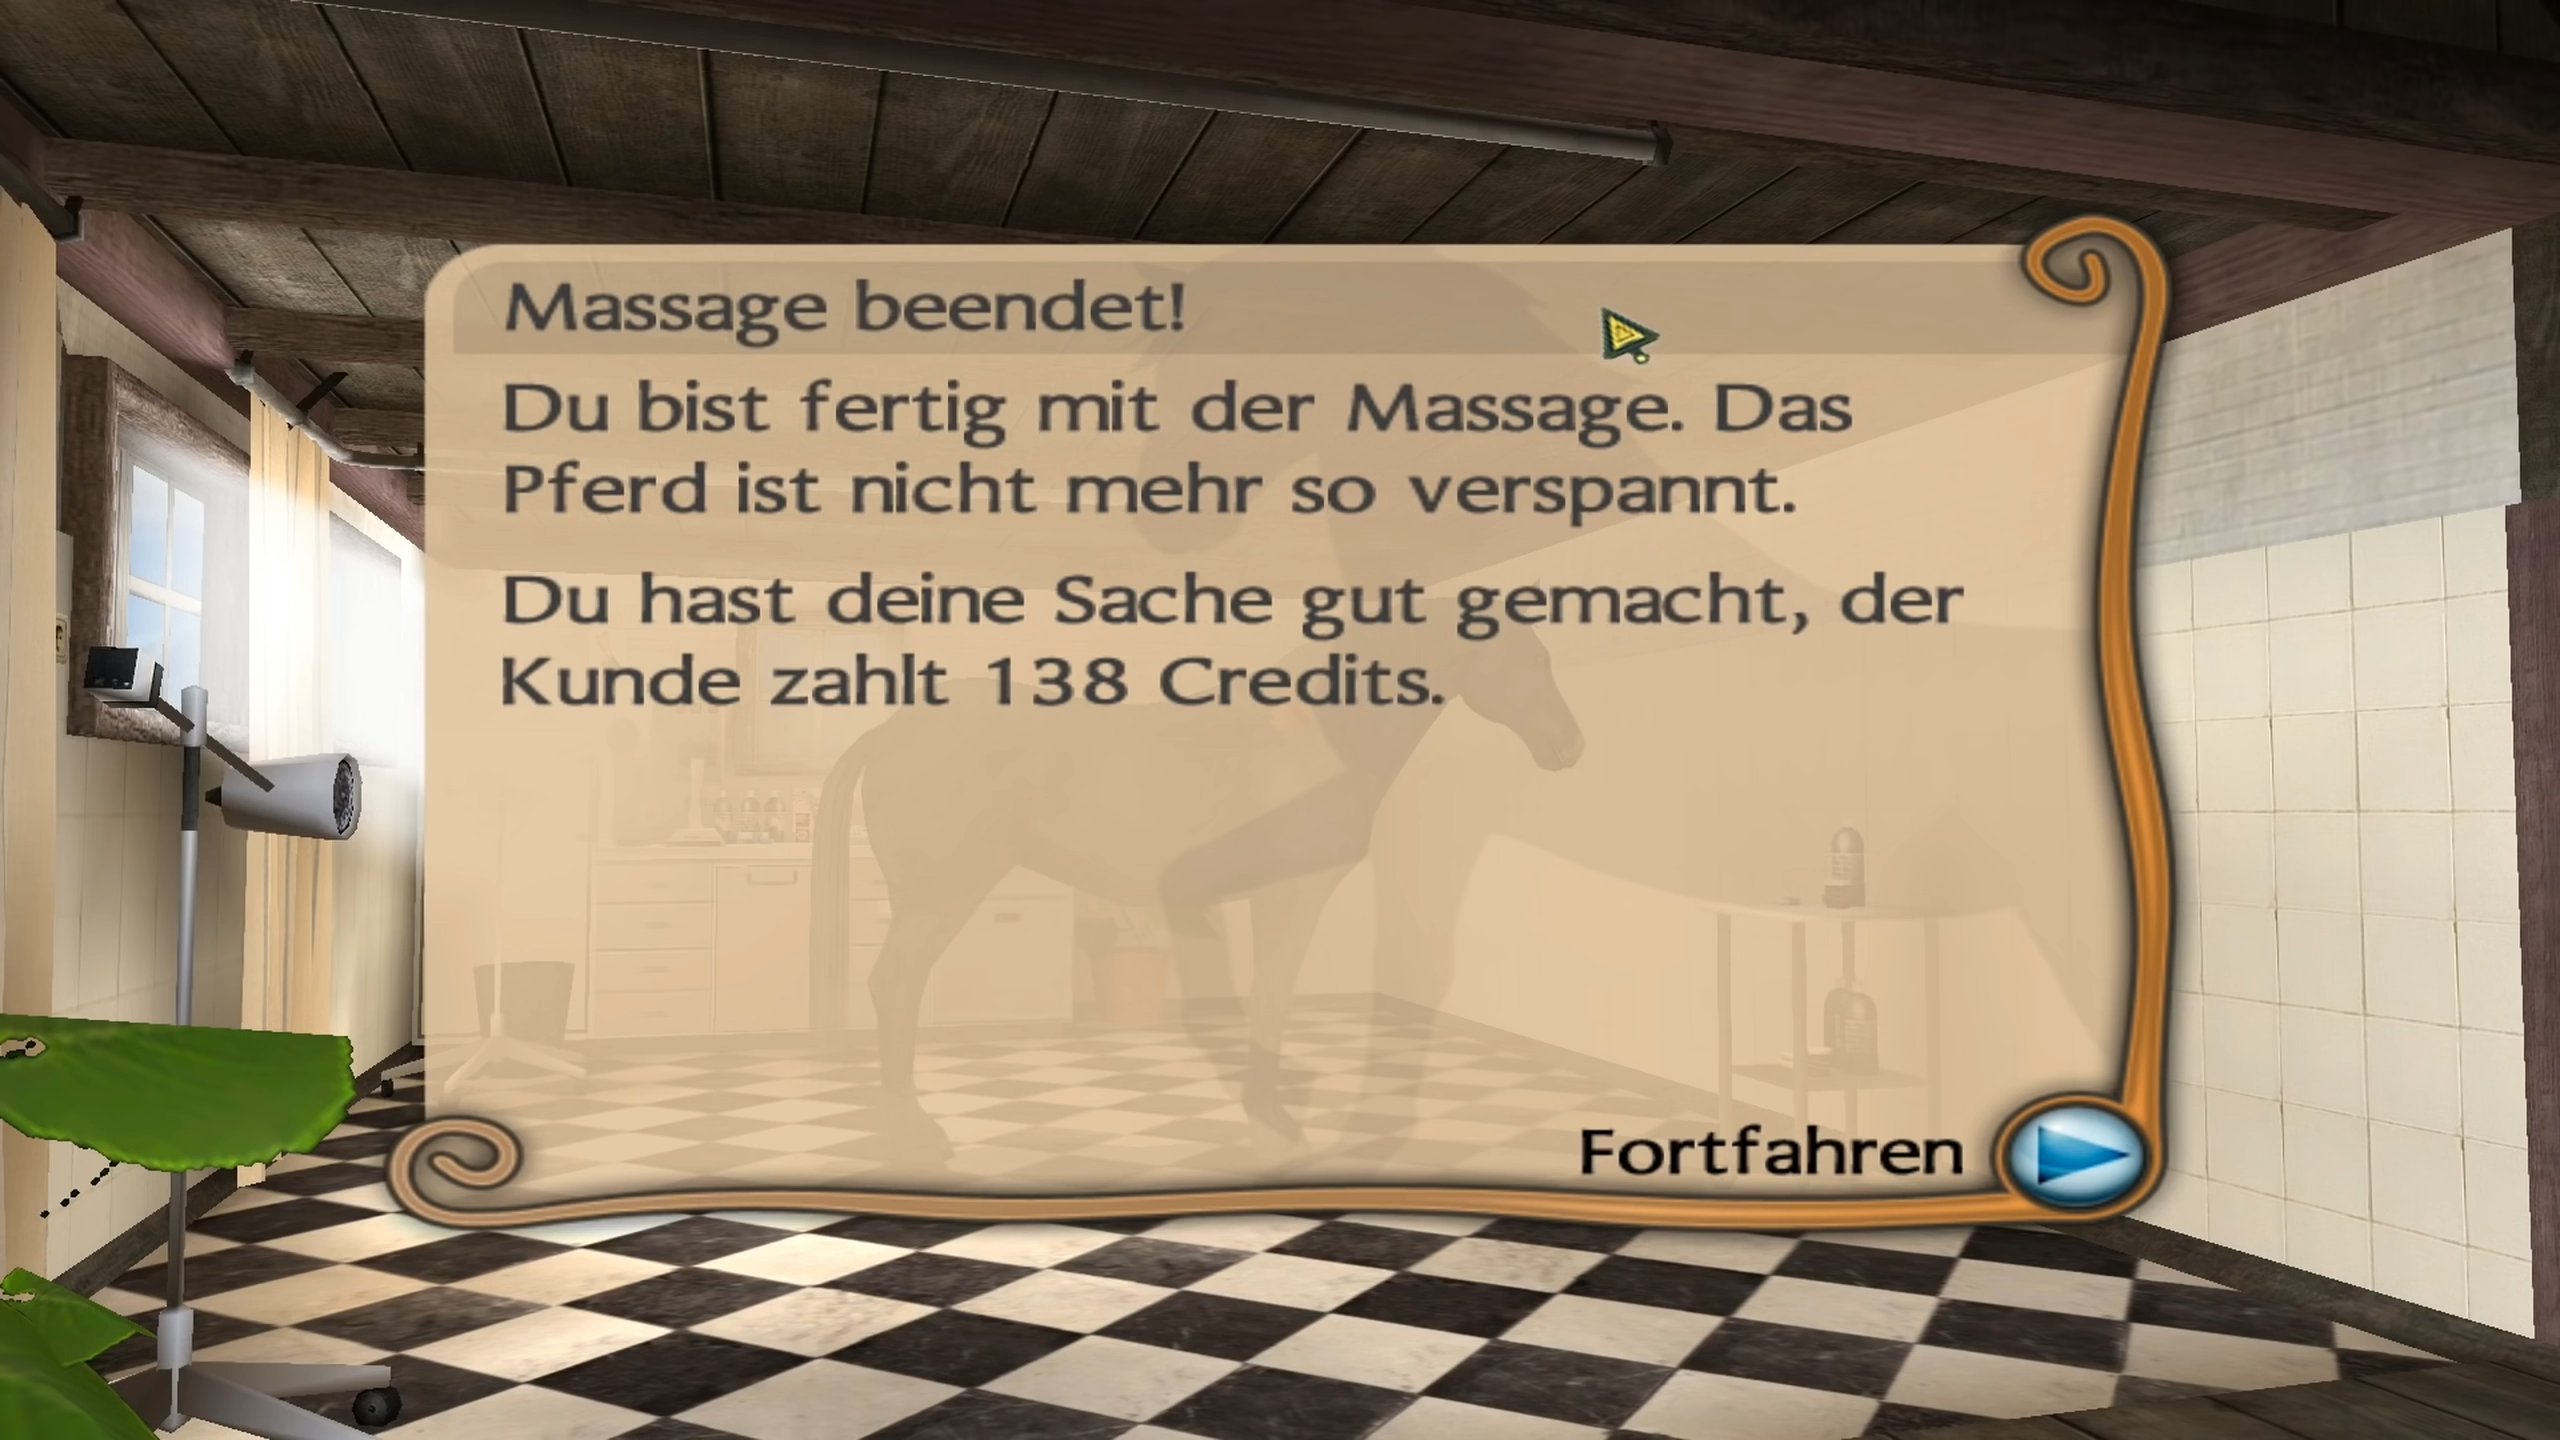 Massage beendet!
Du bist fertig mit der Massage. Das
Pferd ist nicht mehr so verspannt.
Du hast deine Sache gut gemacht, der
Kunde zahlt 138 Credits.
Fortfahren